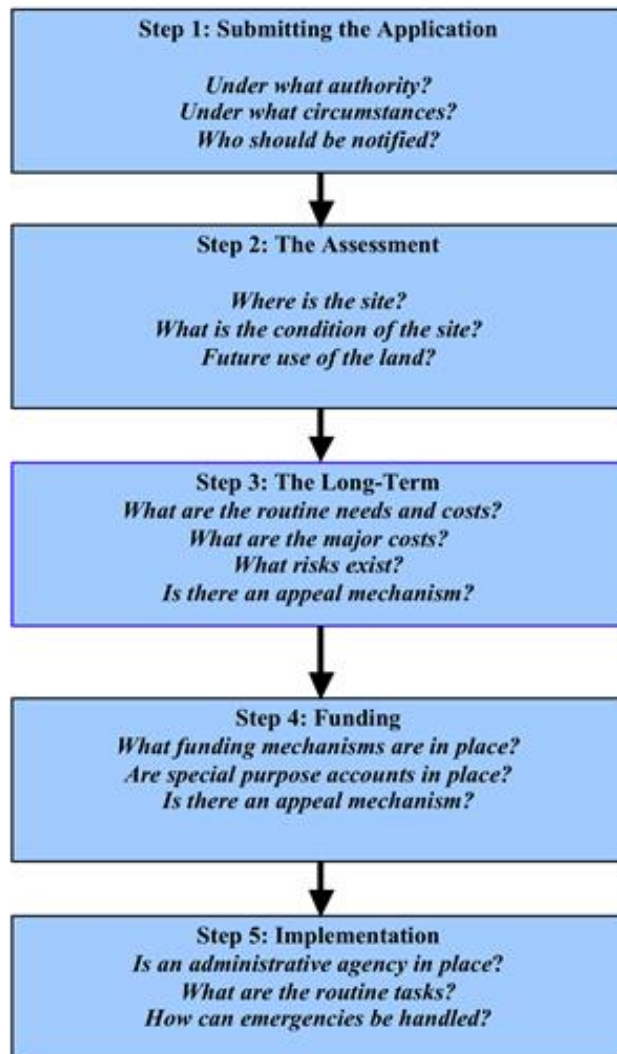 Step 1: Submitting the Application
Under what authority?
Under what circumstances?
Who should be notified?
Step 2: The Assessment
Where is the site?
What is the condition of the site?
Future use of the land?
Step 3: The Long-Term
What are the routine needs and costs?
What are the major costs?
What risks exist?
Is there an appeal mechanism?
Step 4: Funding
What funding mechanisms are in place?
Are special purpose accounts in place?
Is there an appeal mechanism?
Step 5: Implementation
Is an administrative agency in place?
What are the routine tasks?
How can emergencies be handled?